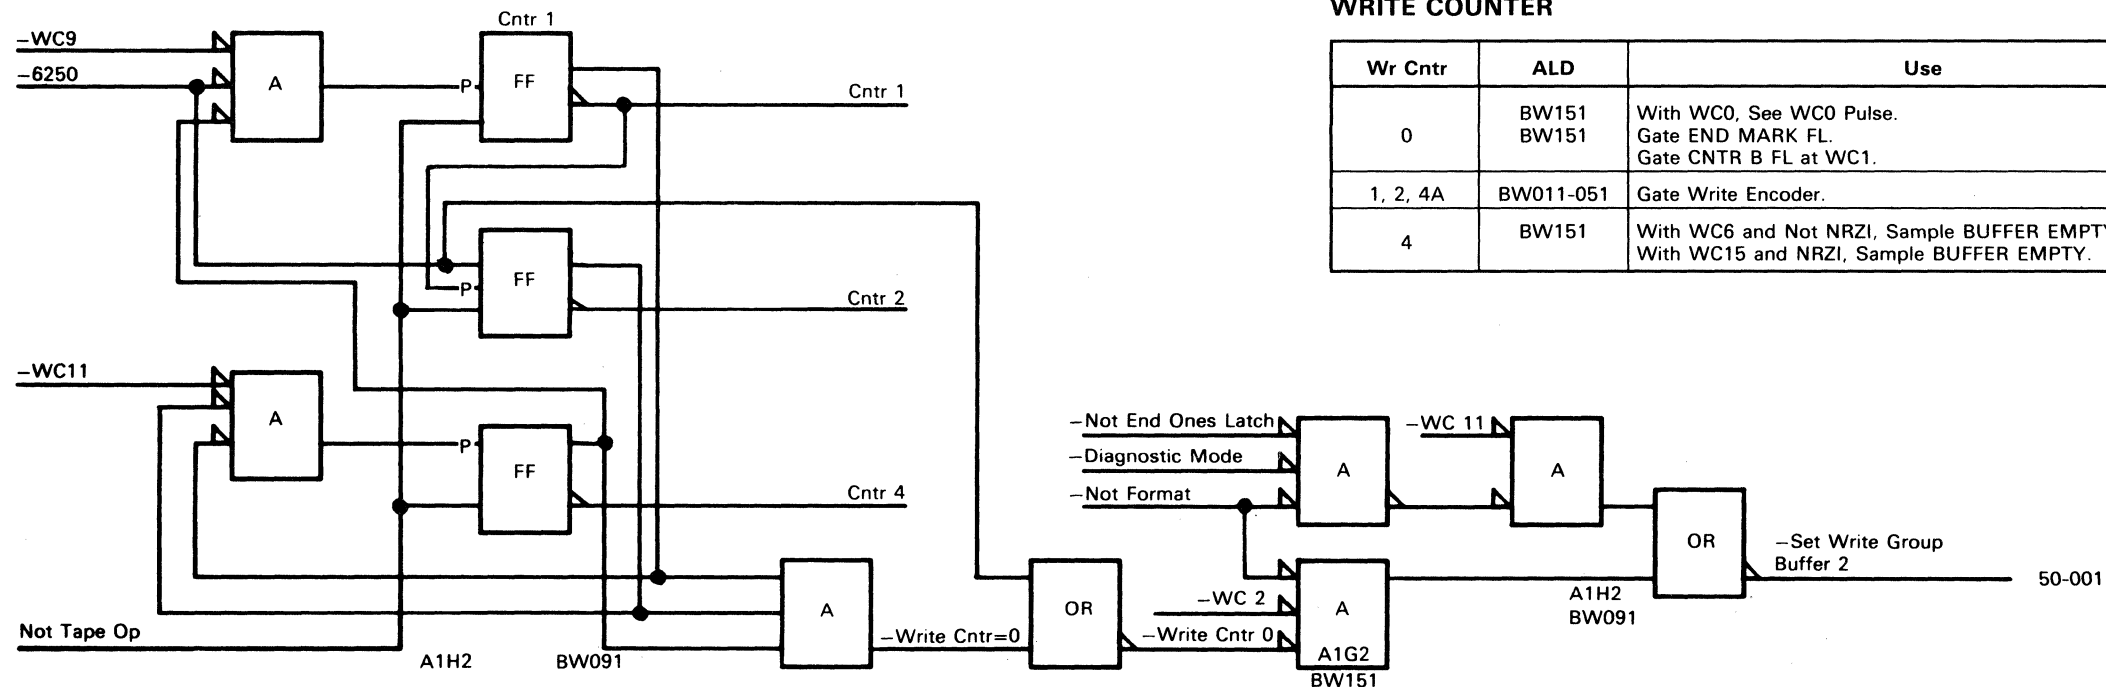 WRITE COUNTER
Wr Cntr ALD Use
0 BW151 With WC0, See WC0 Pulse.
BW151 Gate END MARK FL.
Gate CNTR B FL at WC1.
1, 2, 4A BW011-051 Gate Write Encoder.
4 BW151 With WC6 and Not NRZI, Sample BUFFER EMPTY
With WC15 and NRZI, Sample BUFFER EMPTY.
Cntr 1
–WC9
–6250
A
P
FF
Cntr 1
P
FF
Cntr 2
–WC11
A
P
FF
Cntr 4
Not Tape Op
A1H2
BW091
A
–Write Cntr=0
OR
–Not End Ones Latch
–Diagnostic Mode
–Not Format
A
–WC 11
A
–WC 2
–Write Cntr 0
A
A1G2
BW151
OR
A1H2
BW091
–Set Write Group
Buffer 2
50-001